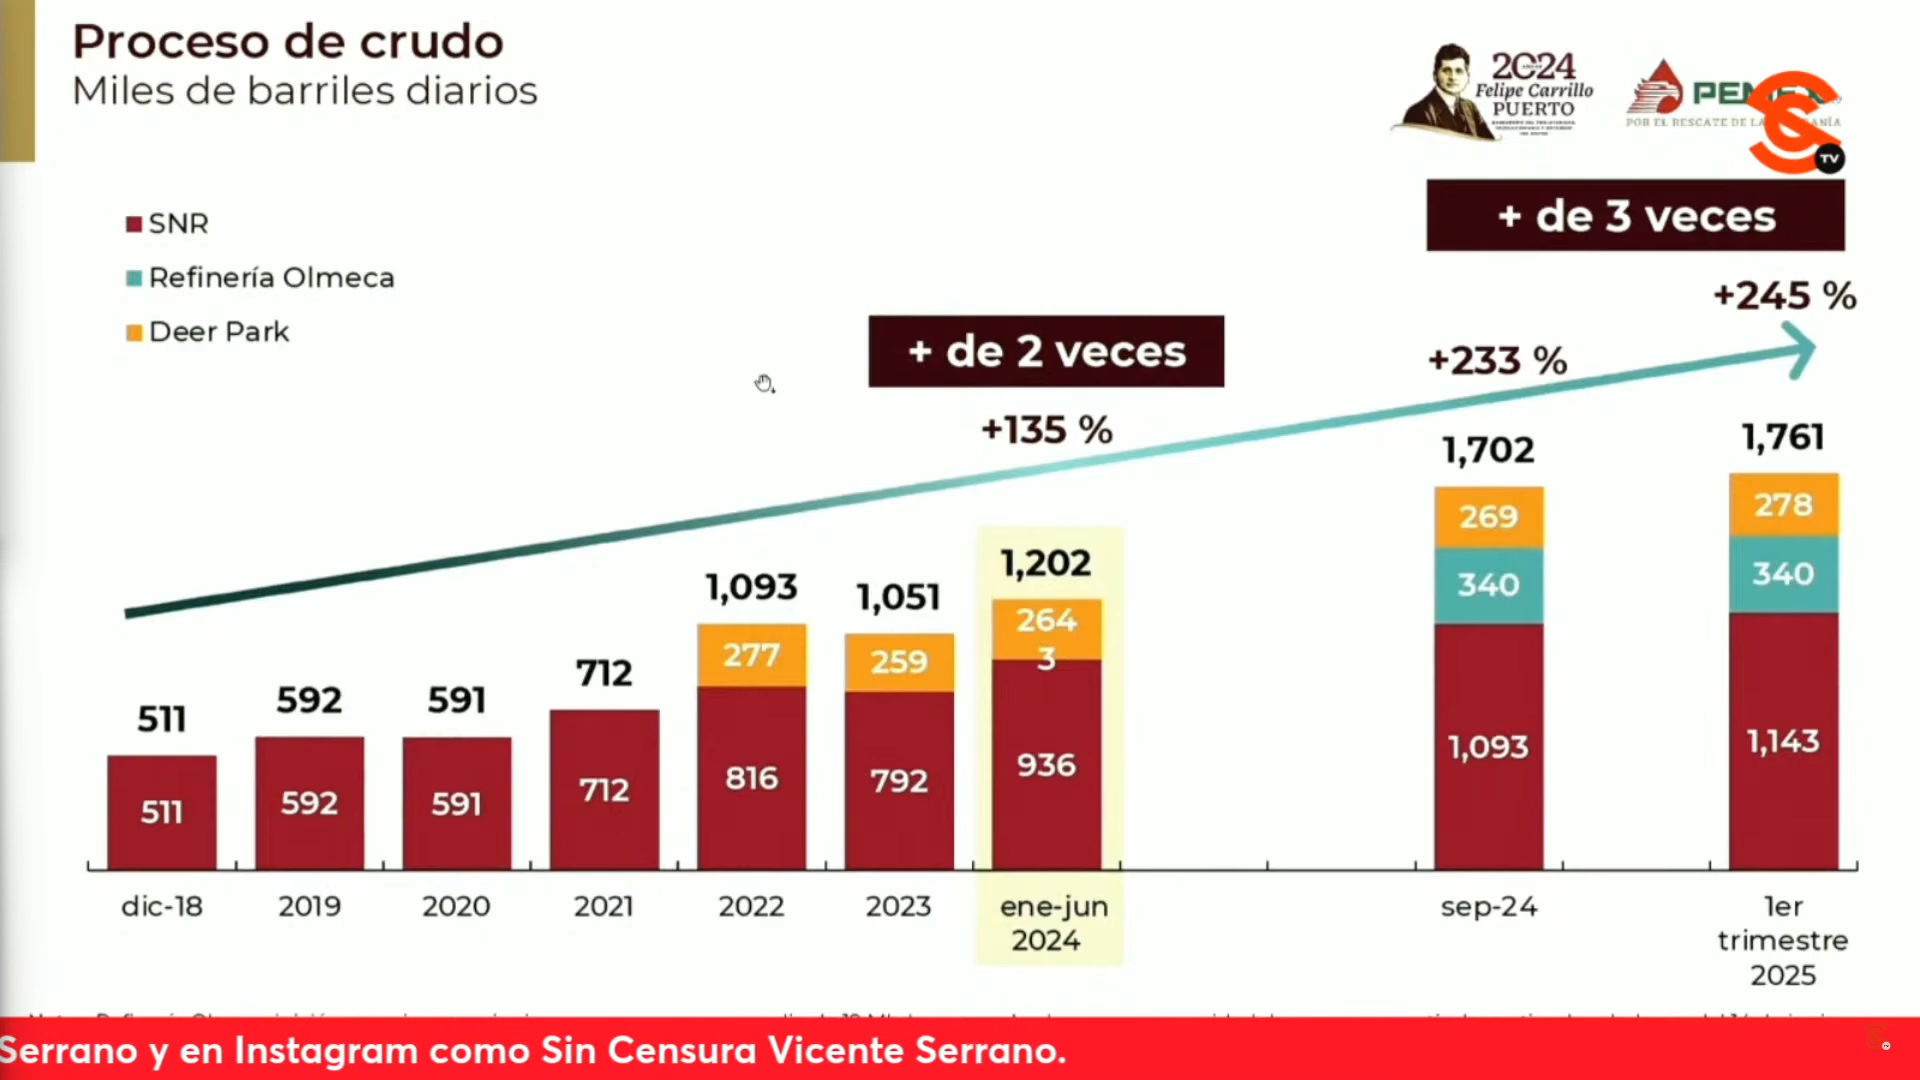 Proceso de crudo
Miles de barriles diarios
2024
Felipe Carrillo
PUERTO
PEMEX
POR EL RESCATE DE LA
TV
SNR
Refinería Olmeca
Deer Park
+ de 3 veces
+245 %
+ de 2 veces
+233 %
+135 %
1,761
1,702
278
269
340
340
1,202
1,093
1,051
264
3
277
259
712
592
591
511
1,143
1,093
936
816
792
712
592
591
511
dic-18
2019
2020
2021
2022
2023
ene-jun
2024
sep-24
1er
trimestre
2025
Serrano y en Instagram como Sin Censura Vicente Serrano.